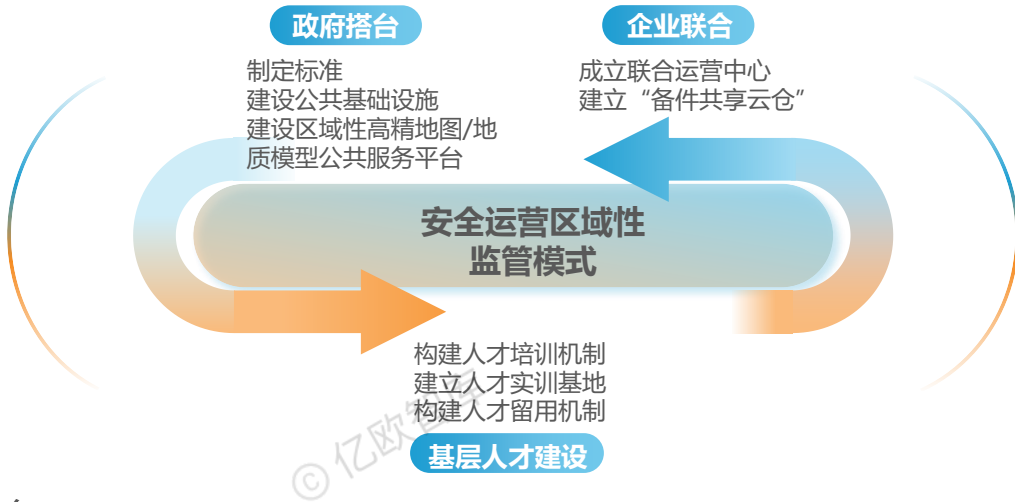 政府搭台
制定标准
建设公共基础设施
建设区域性高精地图/地
质模型公共服务平台
企业联合
成立联合运营中心
建立“备件共享云仓”
安全运营区域性
监管模式
构建人才培训机制
建立人才实训基地
构建人才留用机制
基层人才建设
©亿欧智库